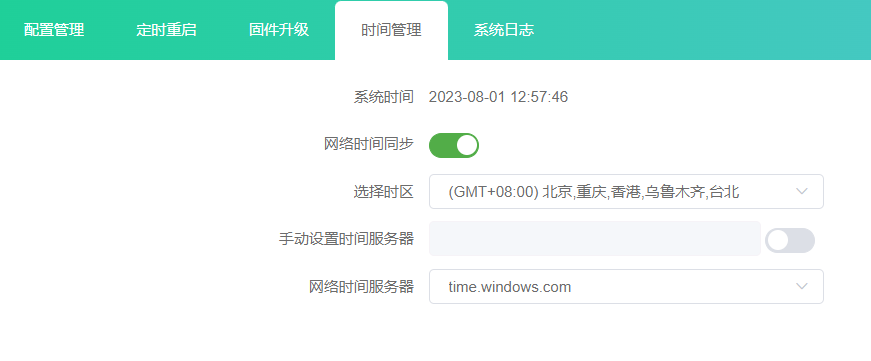 配置管理 定时重启 固件升级 时间管理 系统日志
系统时间 2023-08-01 12:57:46
网络时间同步
选择时区 (GMT+08:00) 北京,重庆,香港,乌鲁木齐,台北
手动设置时间服务器
网络时间服务器 time.windows.com